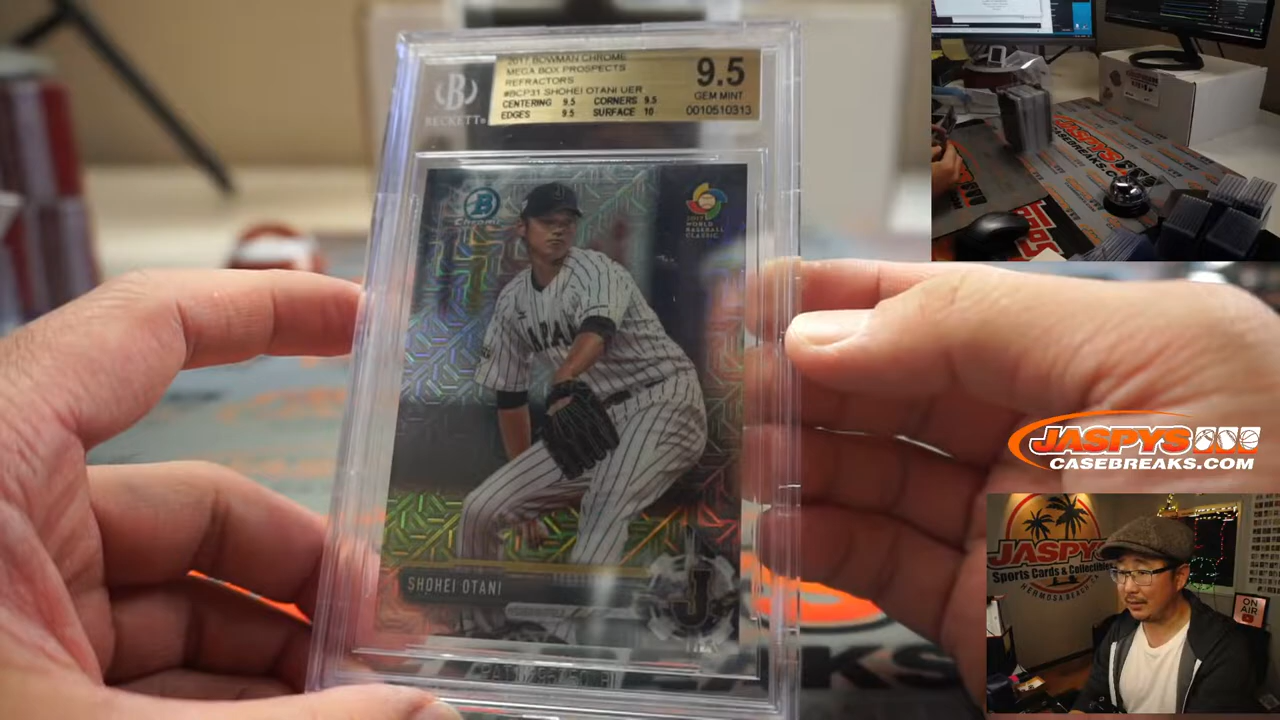 2017 BOWMAN CHROME
MEGA BOX PROSPECTS
REFRACTORS
#BCP31 SHOHEI OTANI UER
CENTERING 9.5 CORNERS 9.5
EDGES 9.5 SURFACE 10
9.5
GEM MINT
0010510313
B
BECKETT
B
Chrome
2017
WORLD
BASEBALL
CLASSIC
JAPAN
SHOHEI OTANI
J
JASPYS
CASEBREAKS.COM
JASPYS
Sports Cards & Collectibles
HERMOSA BEACH
ON
AIR
topps